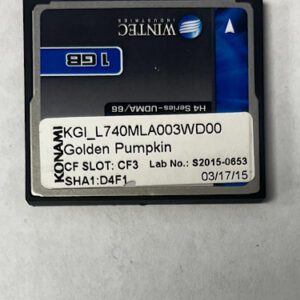 WINTEC
INDUSTRIES
1 GB
H4 Series-UDMA/66
KONAMI
KGI_L740MLA003WD00
Golden Pumpkin
CF SLOT: CF3 Lab No.: S2015-0653
SHA1:D4F1
03/17/15